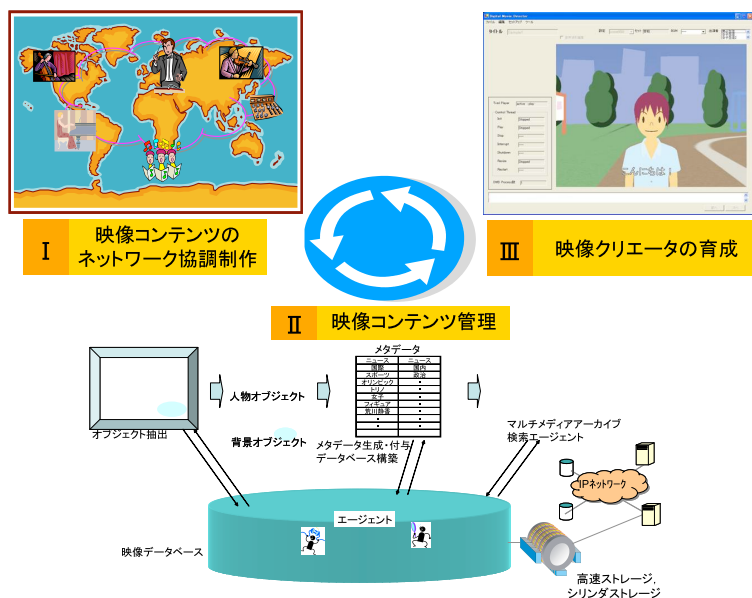 Digital Movie Director
Ⅰ
映像コンテンツの
ネットワーク協調制作
こんにちは！
Ⅲ
映像クリエータの育成
Ⅱ
映像コンテンツ管理
メタデータ
ニュース ニュース
国際 国内
スポーツ 政治
オリンピック ・
トリノ ・
女子 ・
フィギュア ・
荒川静香 ・
・ ・
・ ・
人物オブジェクト
背景オブジェクト
オブジェクト抽出
メタデータ生成・付与
データベース構築
マルチメディアアーカイブ
検索エージェント
IPネットワーク
エージェント
映像データベース
高速ストレージ,
シリンダストレージ